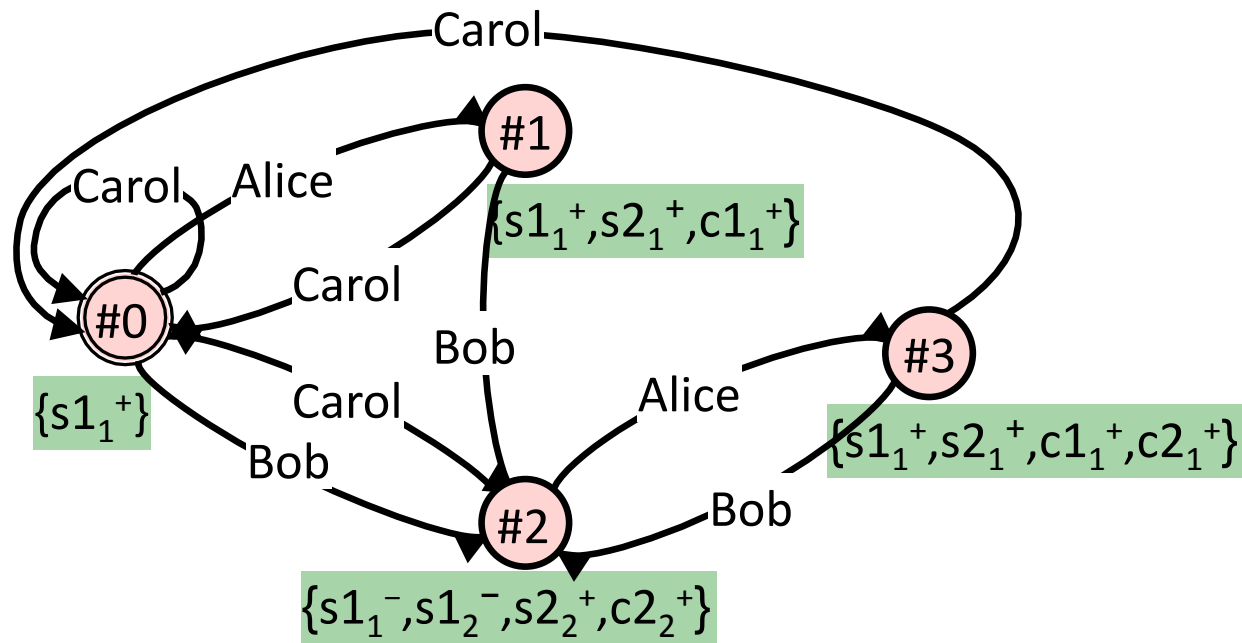 Carol
#1
Carol
Alice
{s1₁⁺,s2₁⁺,c1₁⁺}
Carol
#0
Bob
#3
{s1₁⁺}
Carol
Alice
{s1₁⁺,s2₁⁺,c1₁⁺,c2₁⁺}
Bob
Bob
#2
{s1₁⁻,s1₂⁻,s2₂⁺,c2₂⁺}